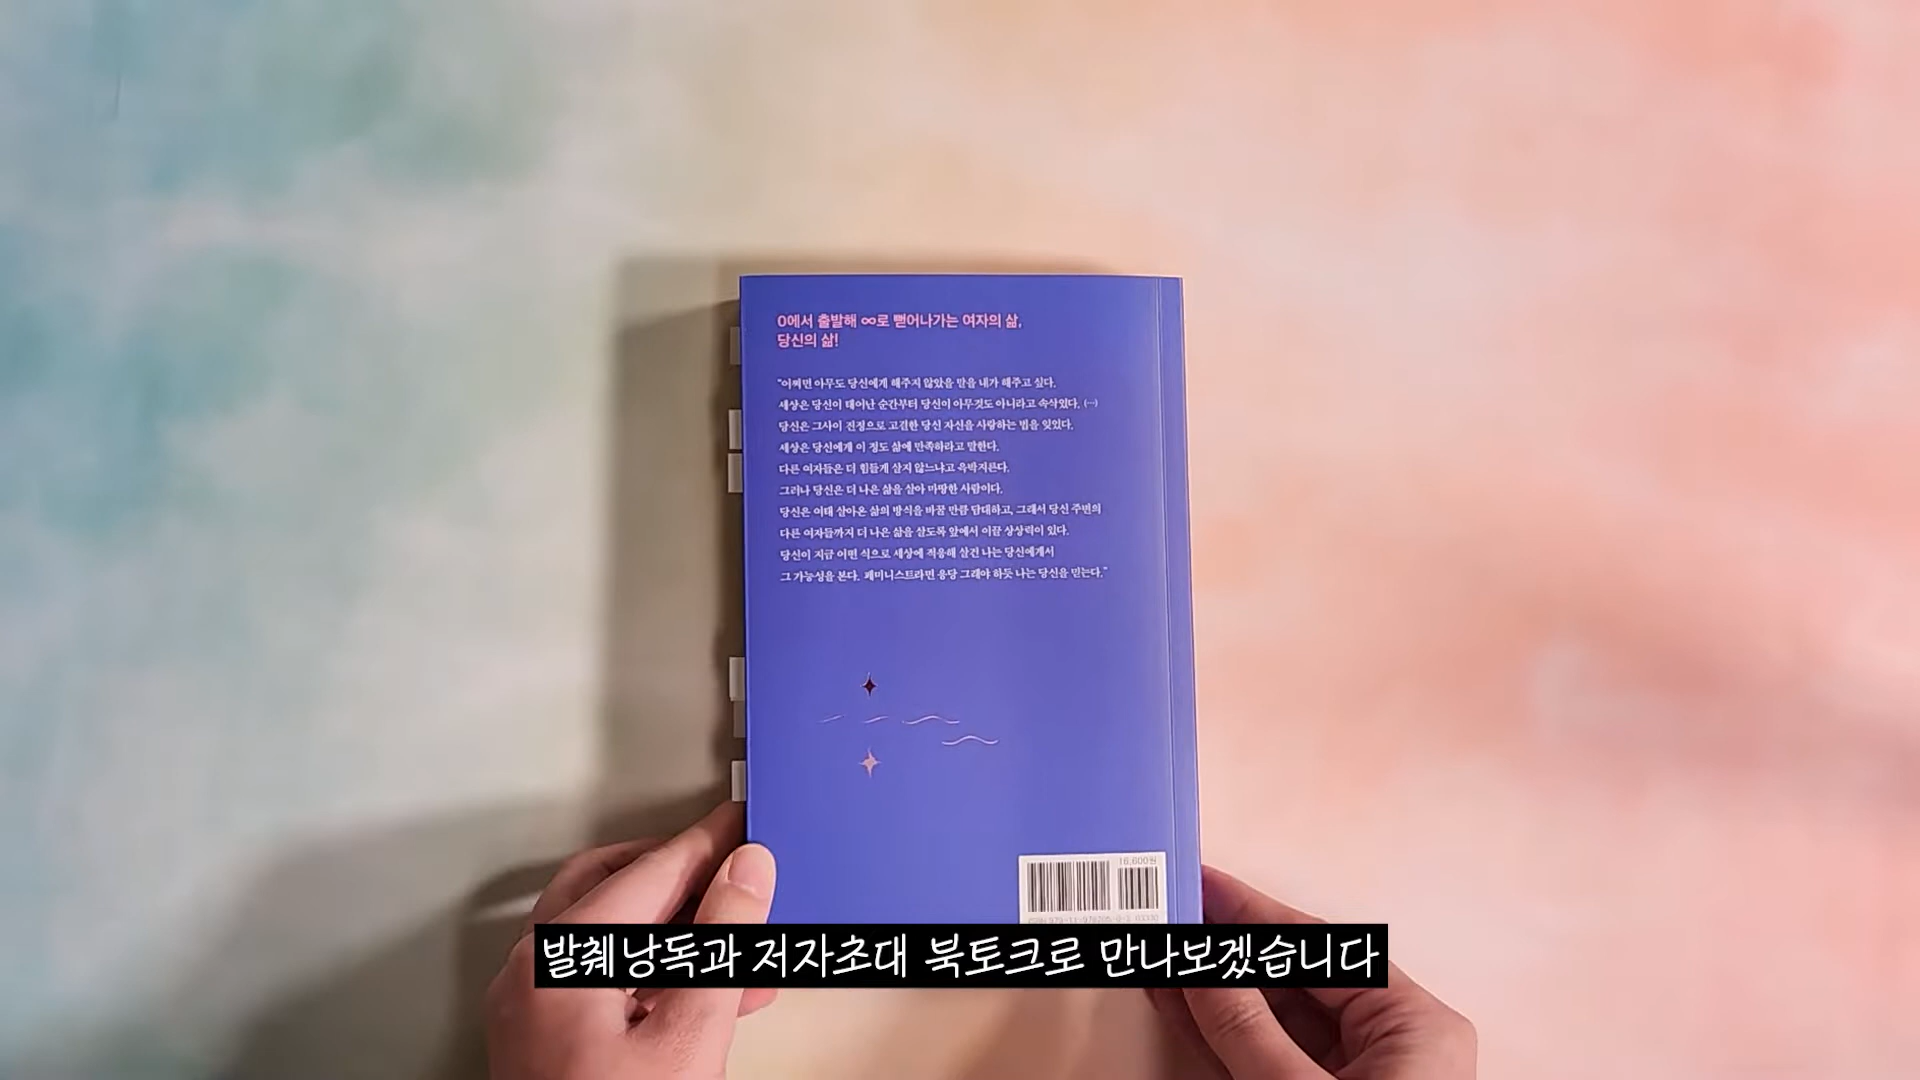 0에서 출발해 ∞로 뻗어나가는 여자의 삶,
당신의 삶!
"어쩌면 아무도 당신에게 해주지 않았을 말을 내가 해주고 싶다.
세상은 당신이 태어난 순간부터 당신이 아무것도 아니라고 속삭였다. (…)
당신은 그사이 진정으로 고결한 당신 자신을 사랑하는 법을 잊었다.
세상은 당신에게 이 정도 삶에 만족하라고 말한다.
다른 여자들은 더 힘들게 살지 않느냐고 윽박지른다.
그러나 당신은 더 나은 삶을 살아 마땅한 사람이다.
당신은 여태 살아온 삶의 방식을 바꿀 만큼 담대하고, 그래서 당신 주변의
다른 여자들까지 더 나은 삶을 살도록 앞에서 이끌 상상력이 있다.
당신이 지금 어떤 식으로 세상에 적응해 살건 나는 당신에게서
그 가능성을 본다. 페미니스트라면 응당 그래야 하듯 나는 당신을 믿는다."
16,600원
발췌낭독과 저자초대 북토크로 만나보겠습니다